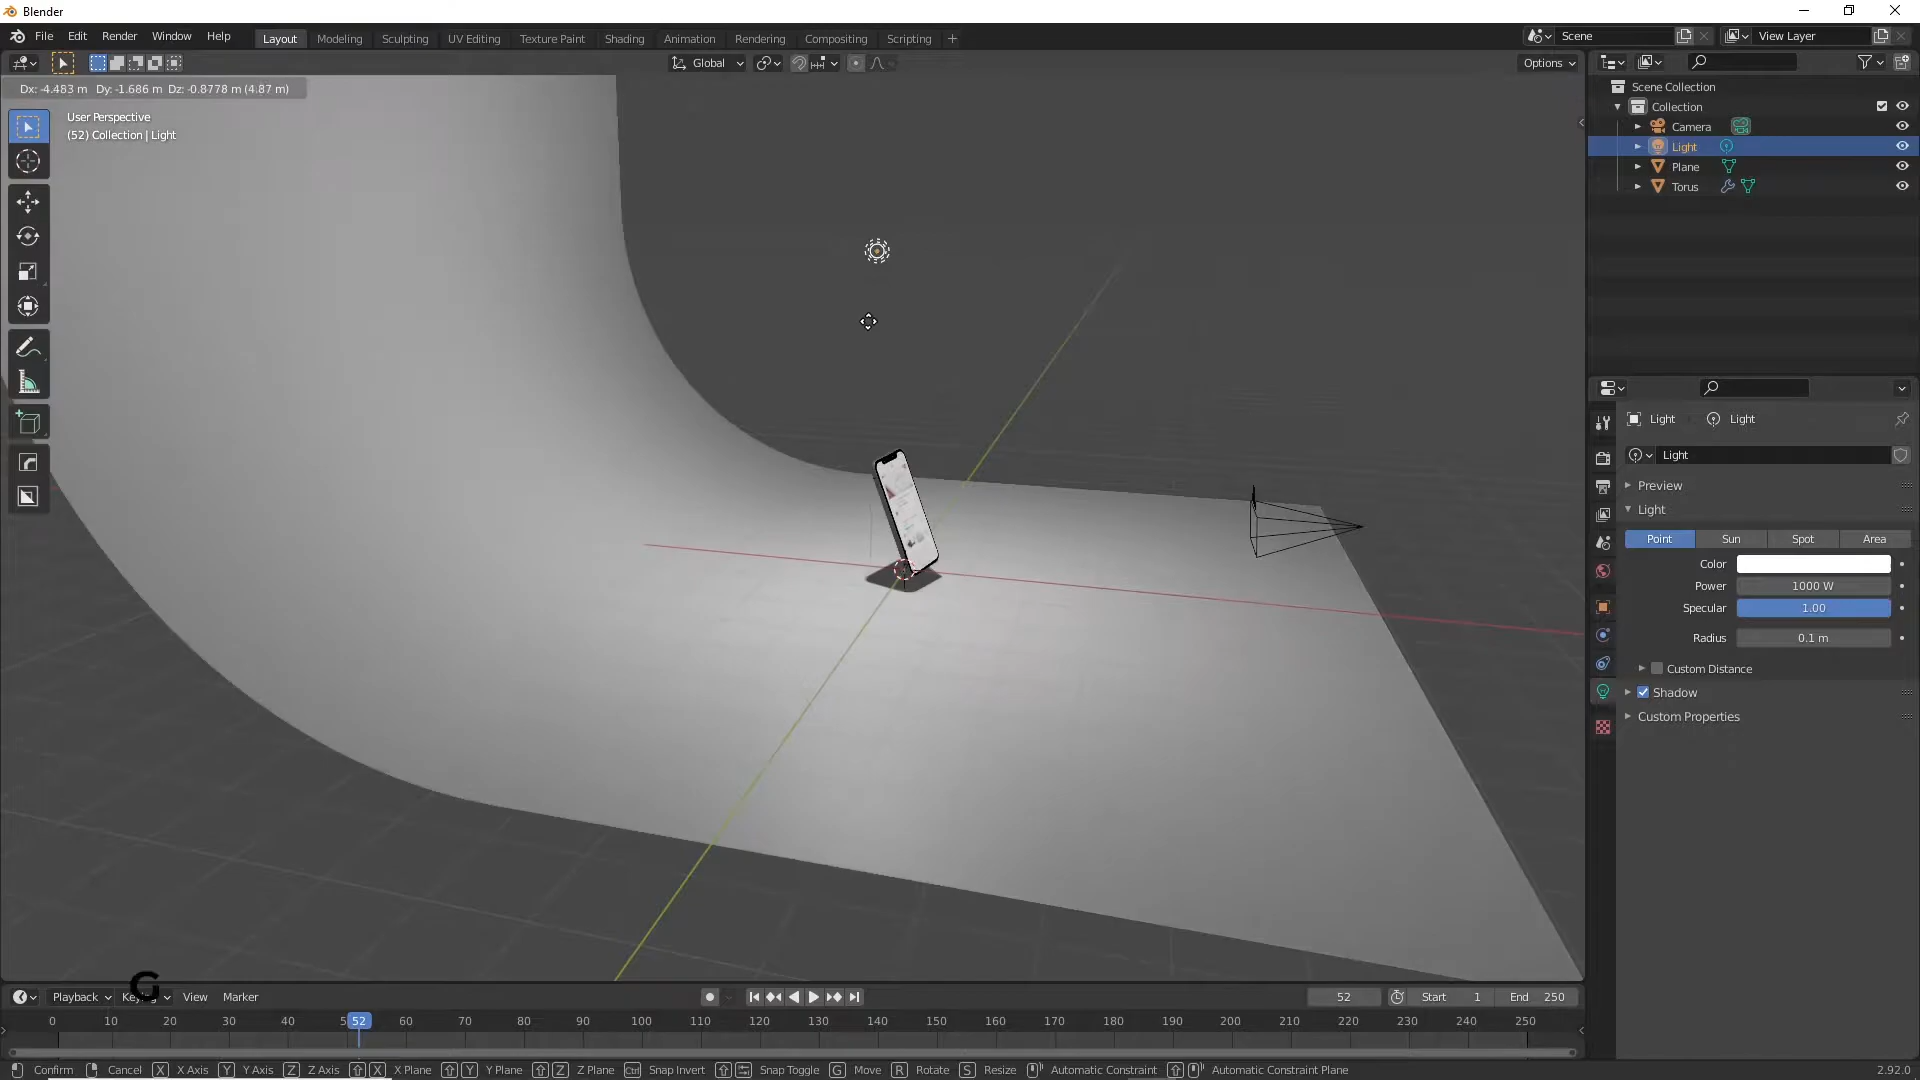 Blender
File Edit Render Window Help
Layout Modeling Sculpting UV Editing Texture Paint Shading Animation Rendering Compositing Scripting +
Scene
View Layer
Global
Options
Dx: -4.483 m Dy: -1.686 m Dz: -0.8778 m (4.87 m)
User Perspective
(52) Collection | Light
Scene Collection
Collection
Camera
Light
Plane
Torus
Light Light
Light
Preview
Light
Point Sun Spot Area
Color
Power 1000 W
Specular 1.00
Radius 0.1 m
Custom Distance
Shadow
Custom Properties
G
Playback View Marker
52 Start 1 End 250
0 10 20 30 40 5 52 60 70 80 90 100 110 120 130 140 150 160 170 180 190 200 210 220 230 240 250
Confirm Cancel X X Axis Y Y Axis Z Z Axis X X Plane Y Y Plane Z Z Plane Ctrl Snap Invert Snap Toggle G Move R Rotate S Resize Automatic Constraint Automatic Constraint Plane 2.92.0